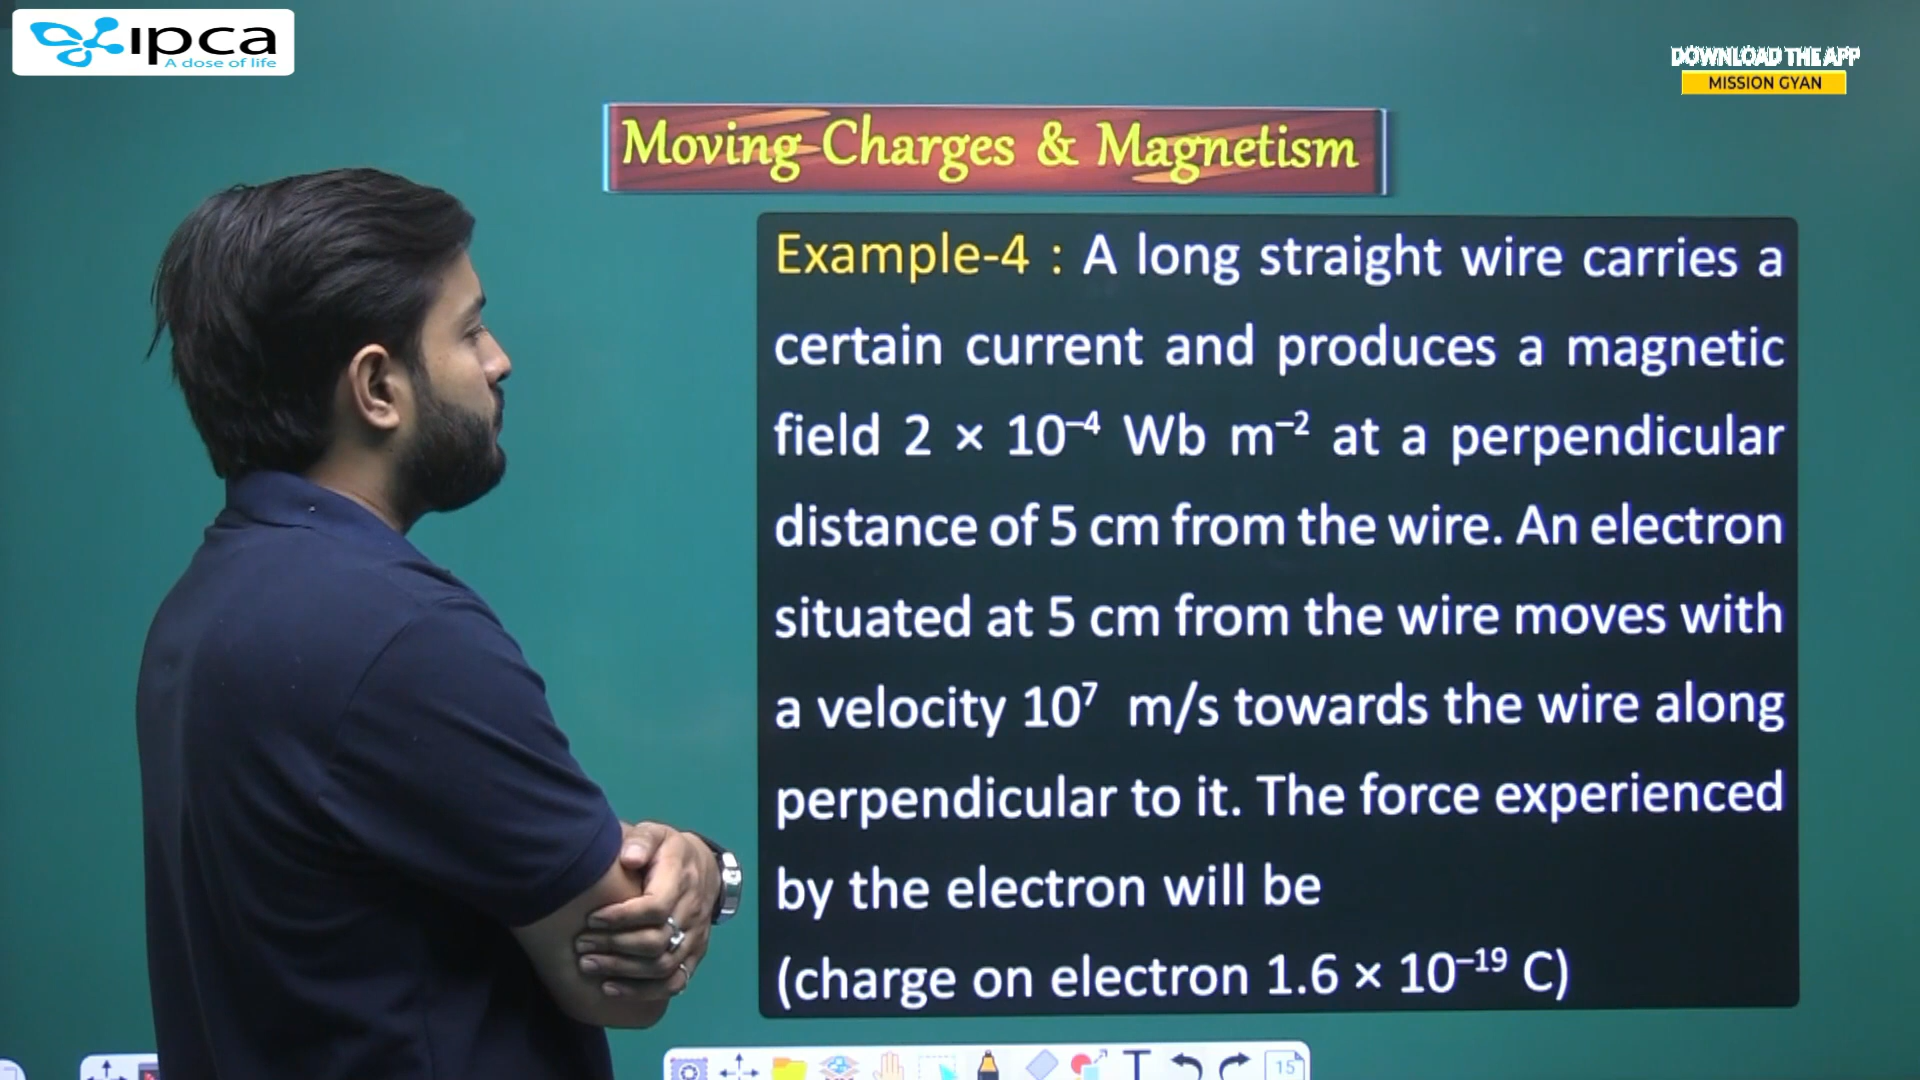 ipca
A dose of life
DOWNLOAD THE APP
MISSION GYAN
Moving Charges & Magnetism
Example-4 : A long straight wire carries a
certain current and produces a magnetic
field 2 × 10⁻⁴ Wb m⁻² at a perpendicular
distance of 5 cm from the wire. An electron
situated at 5 cm from the wire moves with
a velocity 10⁷ m/s towards the wire along
perpendicular to it. The force experienced
by the electron will be
(charge on electron 1.6 × 10⁻¹⁹ C)
T
15